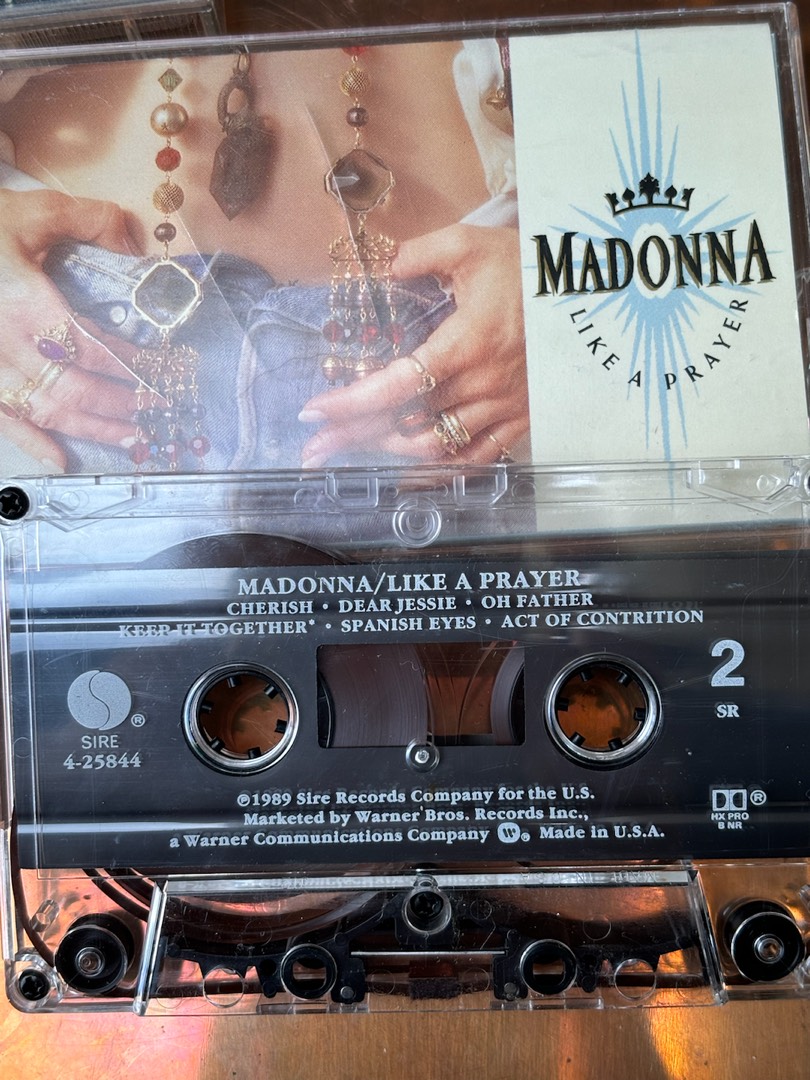 MADONNA
LIKE A PRAYER
MADONNA/LIKE A PRAYER
CHERISH • DEAR JESSIE • OH FATHER
KEEP IT TOGETHER* • SPANISH EYES • ACT OF CONTRITION
2
SR
®
SIRE
4-25844
℗1989 Sire Records Company for the U.S.
Marketed by Warner Bros. Records Inc.,
a Warner Communications Company W® Made in U.S.A.
®
HX PRO
B NR